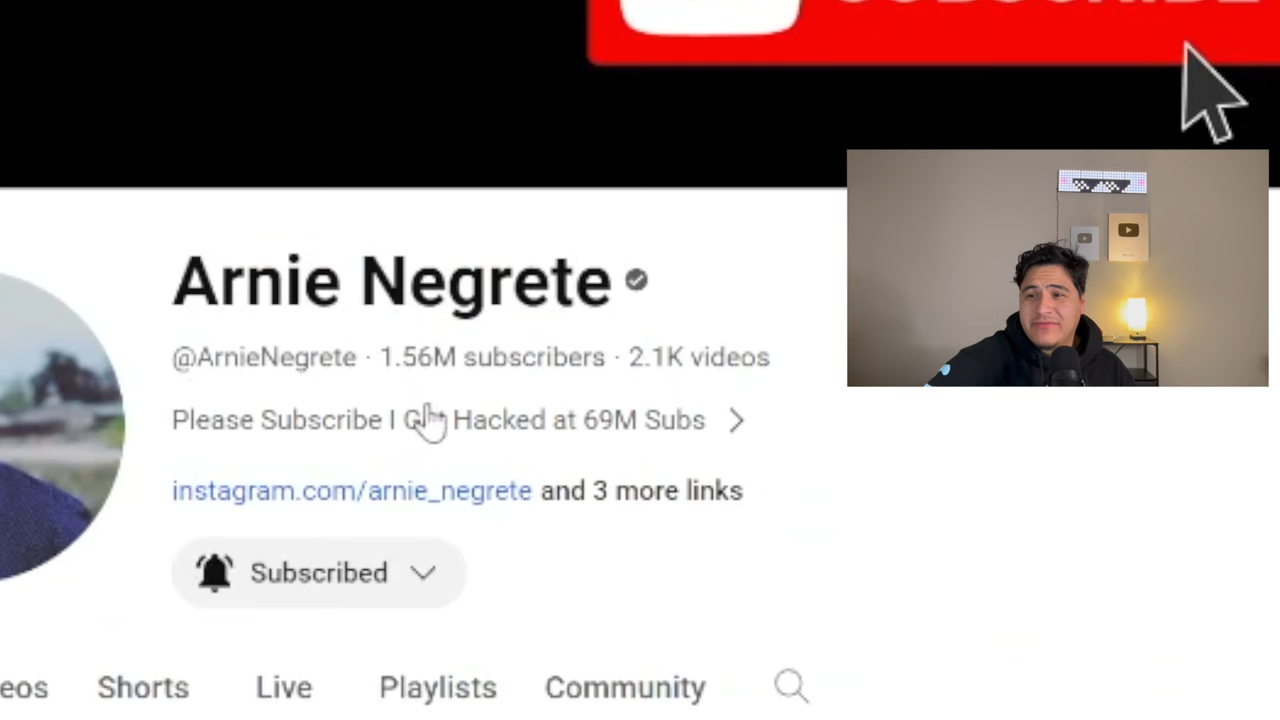 Arnie Negrete
@ArnieNegrete · 1.56M subscribers · 2.1K videos
Please Subscribe I Hacked at 69M Subs
instagram.com/arnie_negrete and 3 more links
Subscribed
Shorts Live Playlists Community